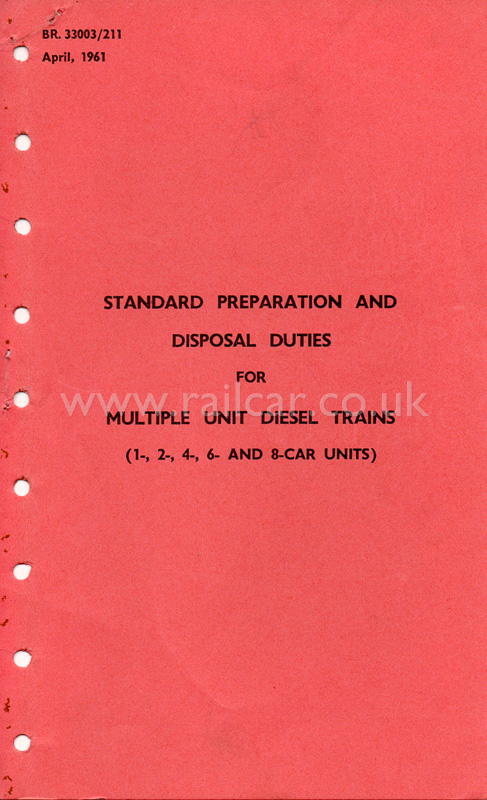 BR. 33003/211
April, 1961
STANDARD PREPARATION AND
DISPOSAL DUTIES
FOR
www.railcar.co.uk
MULTIPLE UNIT DIESEL TRAINS
(1-, 2-, 4-, 6- AND 8-CAR UNITS)